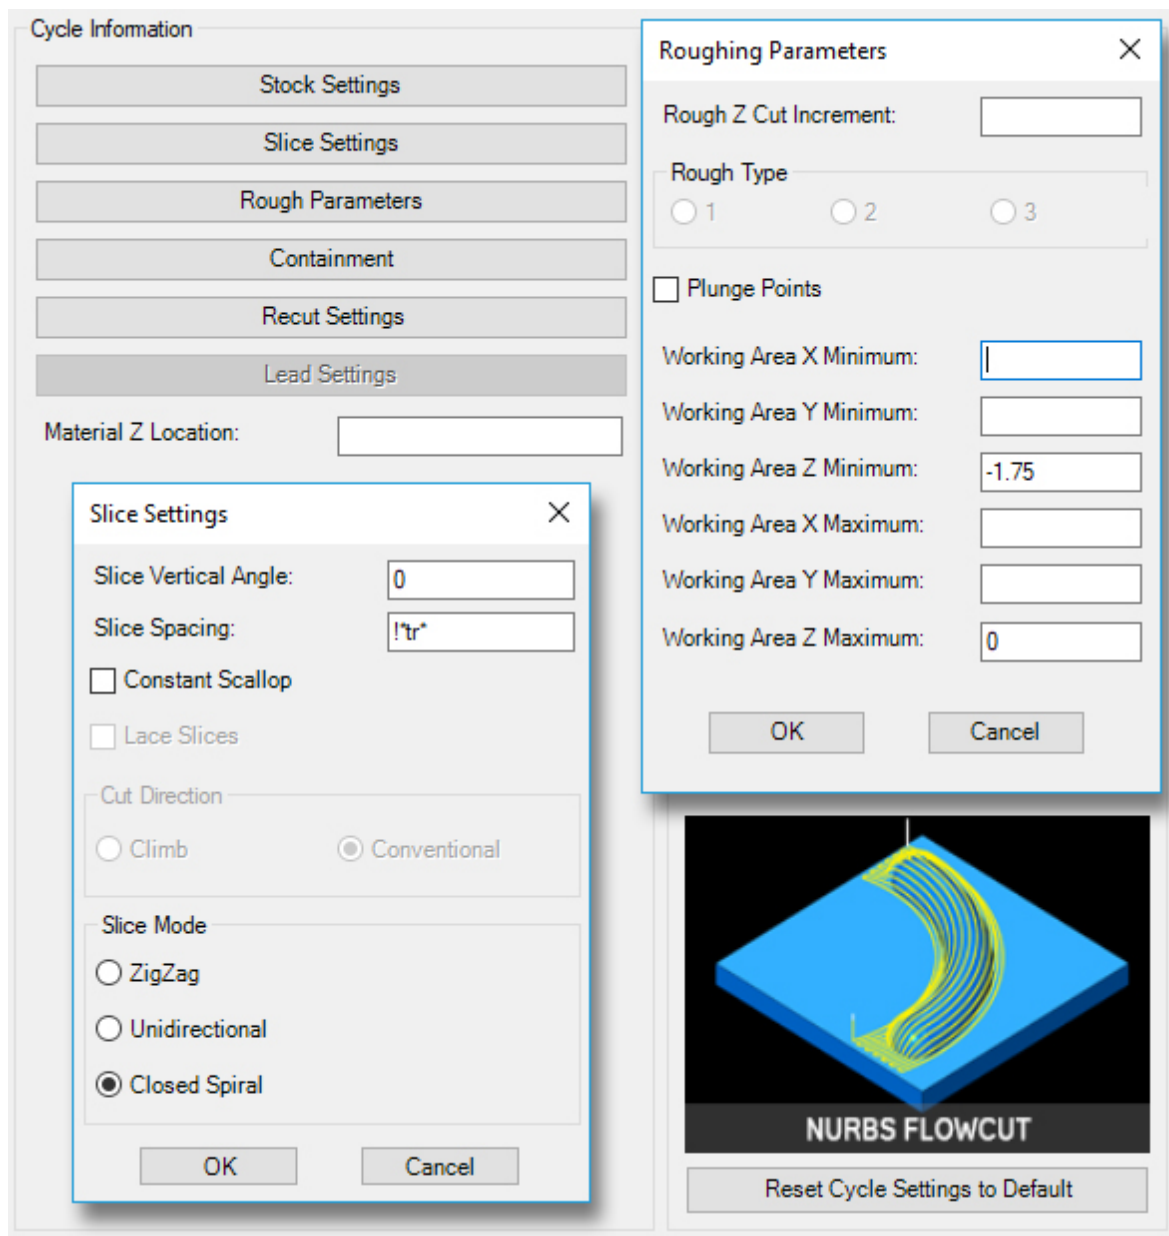 Cycle Information
Stock Settings
Slice Settings
Rough Parameters
Containment
Recut Settings
Lead Settings
Material Z Location:
Slice Settings
Slice Vertical Angle:
0
Slice Spacing:
!*tr*
Constant Scallop
Lace Slices
Cut Direction
Climb
Conventional
Slice Mode
ZigZag
Unidirectional
Closed Spiral
OK
Cancel
Roughing Parameters
Rough Z Cut Increment:
Rough Type
1
2
3
Plunge Points
Working Area X Minimum:
Working Area Y Minimum:
Working Area Z Minimum:
-1.75
Working Area X Maximum:
Working Area Y Maximum:
Working Area Z Maximum:
0
OK
Cancel
NURBS FLOWCUT
Reset Cycle Settings to Default